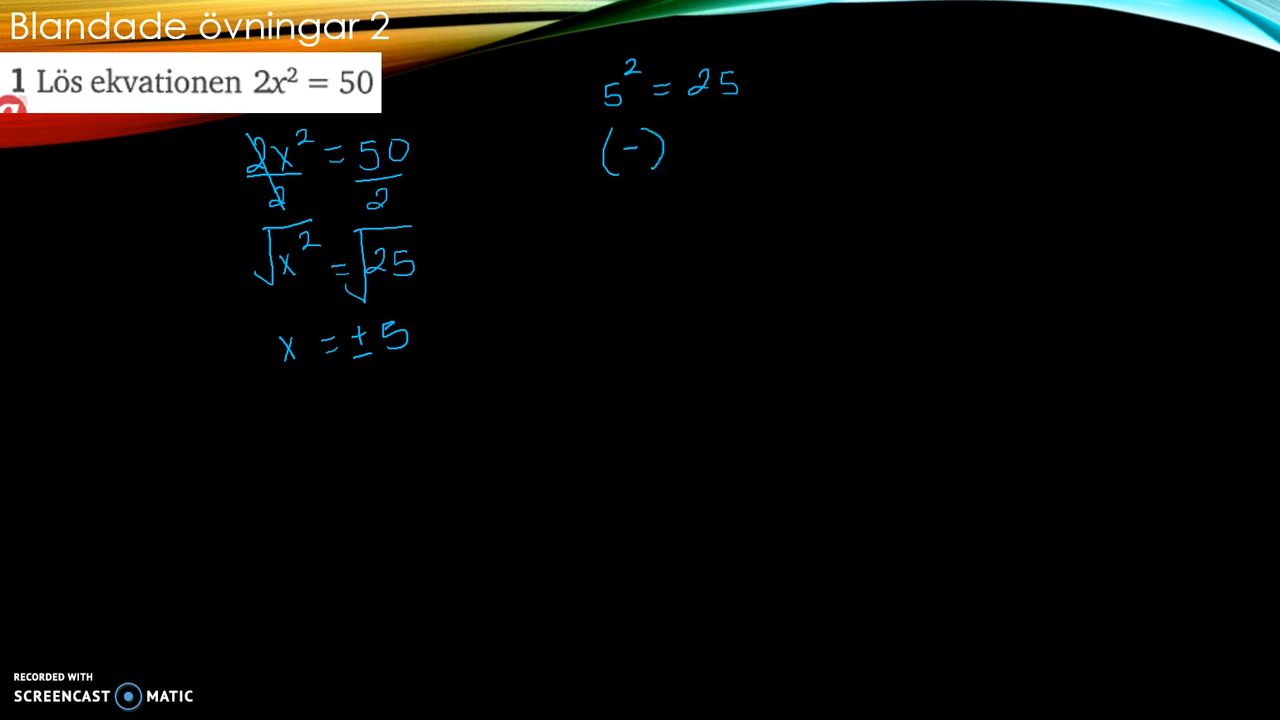 Blandade övningar 2
1 Lös ekvationen 2x² = 50
2x²/2 = 50/2
√x² = √25
x = ±5
5² = 25
(-)
RECORDED WITH
SCREENCAST MATIC